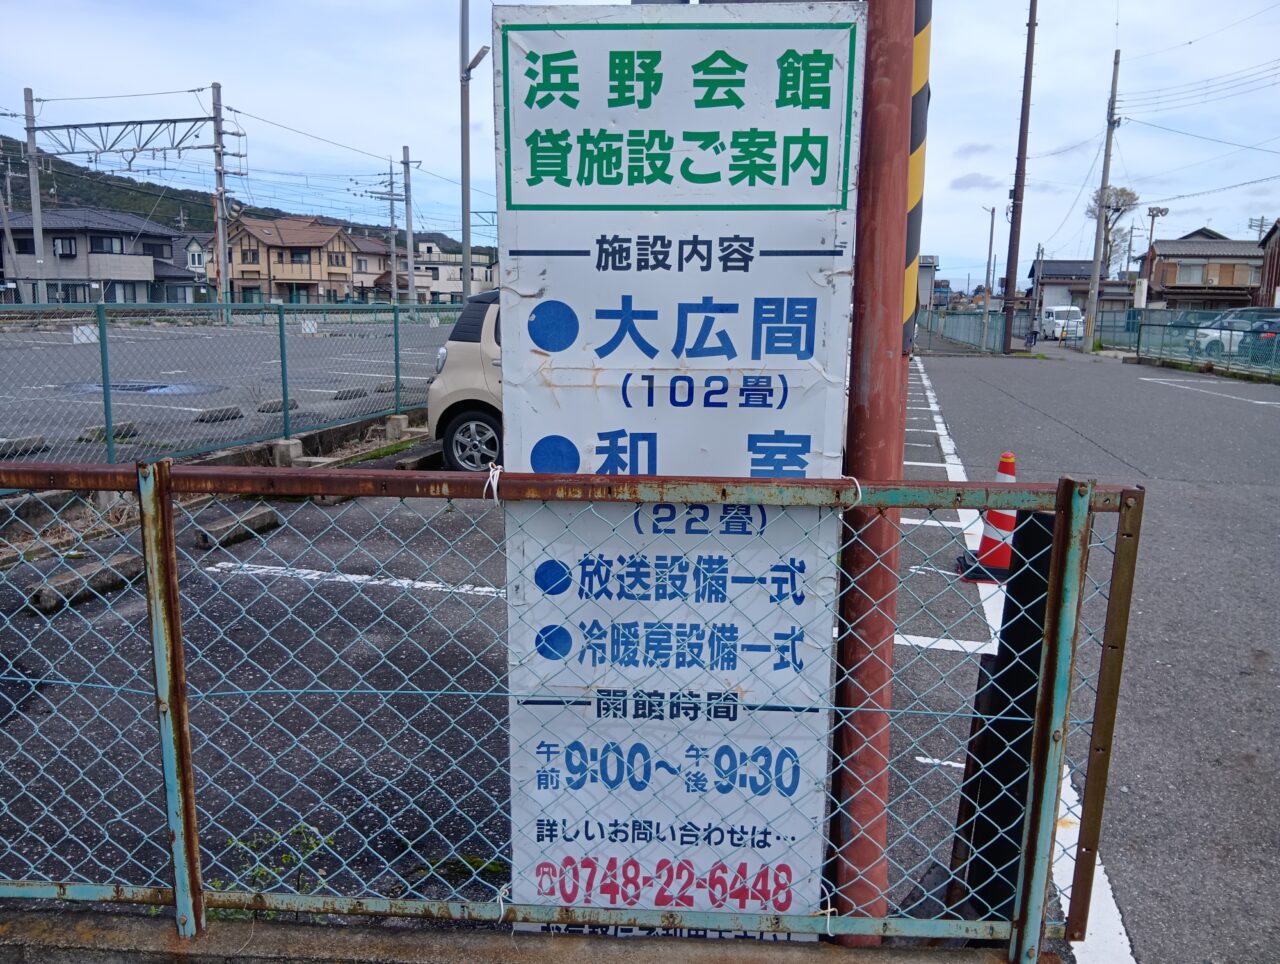 浜野会館
貸施設ご案内
施設内容
●大広間
(102畳)
●和室
(22畳)
●放送設備一式
●冷暖房設備一式
開館時間
午前9:00〜午後9:30
詳しいお問い合わせは…
☎0748-22-6448